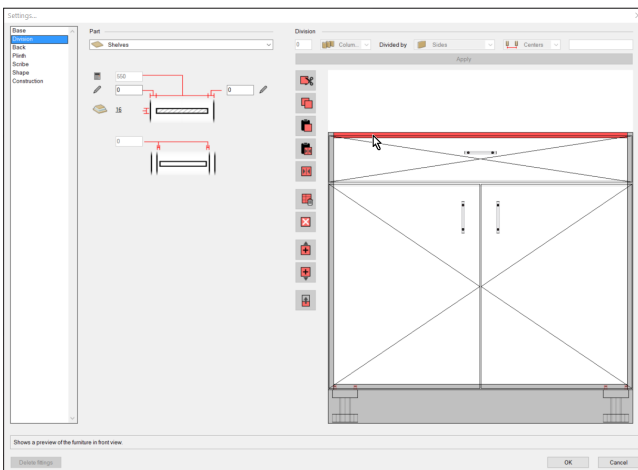 Settings...
Base
Division
Back
Plinth
Scribe
Shape
Construction
Part
Shelves
550
0
0
16
0
Division
0
Colum...
Divided by
Sides
Centers
Apply
Shows a preview of the furniture in front view.
Delete fittings
OK
Cancel